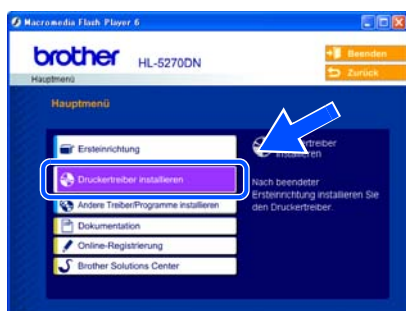 Macromedia Flash Player 6
brother HL-5270DN
Beenden
Zurück
Hauptmenü
Hauptmenü
Ersteinrichtung
Druckertreiber installieren
Andere Treiber/Programme installieren
Dokumentation
Online-Registrierung
Brother Solutions Center
installieren
Nach beendeter
Ersteinrichtung installieren Sie
den Druckertreiber.